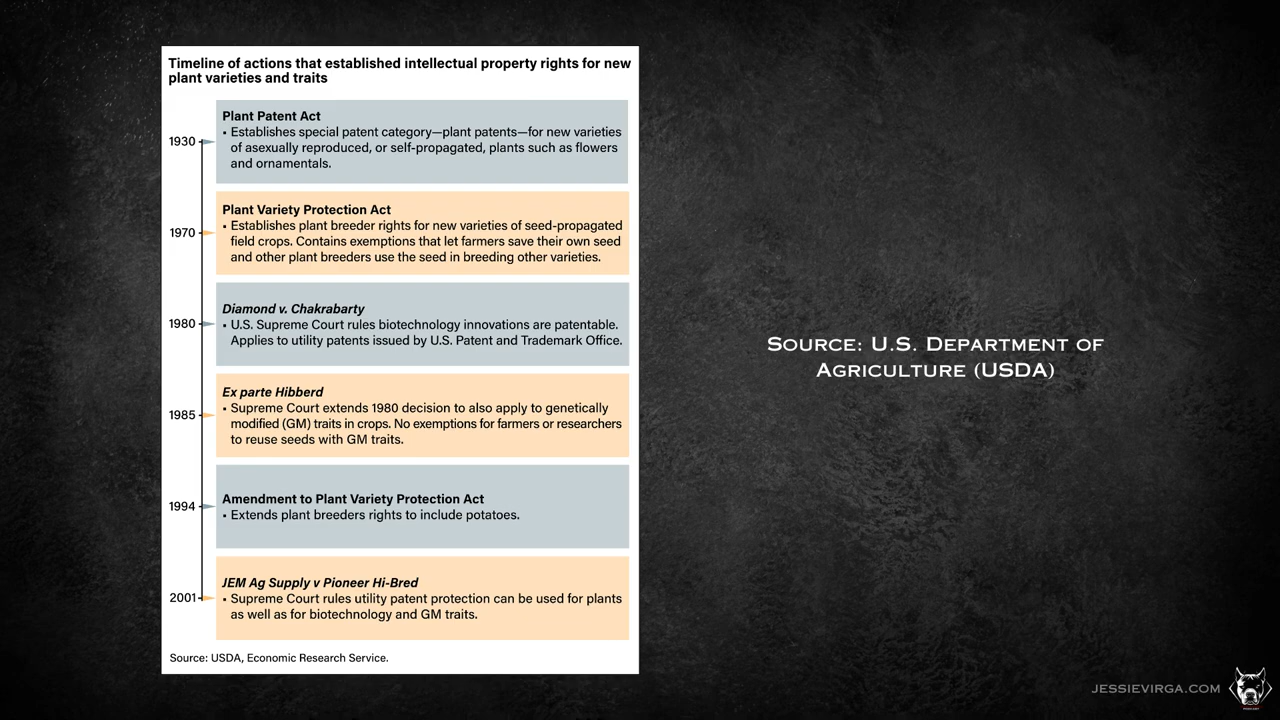 Timeline of actions that established intellectual property rights for new
plant varieties and traits
1930
Plant Patent Act
▪ Establishes special patent category—plant patents—for new varieties
of asexually reproduced, or self-propagated, plants such as flowers
and ornamentals.
1970
Plant Variety Protection Act
▪ Establishes plant breeder rights for new varieties of seed-propagated
field crops. Contains exemptions that let farmers save their own seed
and other plant breeders use the seed in breeding other varieties.
1980
Diamond v. Chakrabarty
▪ U.S. Supreme Court rules biotechnology innovations are patentable.
Applies to utility patents issued by U.S. Patent and Trademark Office.
1985
Ex parte Hibberd
▪ Supreme Court extends 1980 decision to also apply to genetically
modified (GM) traits in crops. No exemptions for farmers or researchers
to reuse seeds with GM traits.
1994
Amendment to Plant Variety Protection Act
▪ Extends plant breeders rights to include potatoes.
2001
JEM Ag Supply v Pioneer Hi-Bred
▪ Supreme Court rules utility patent protection can be used for plants
as well as for biotechnology and GM traits.
Source: USDA, Economic Research Service.
Source: U.S. Department of
Agriculture (USDA)
JESSIEVIRGA.COM